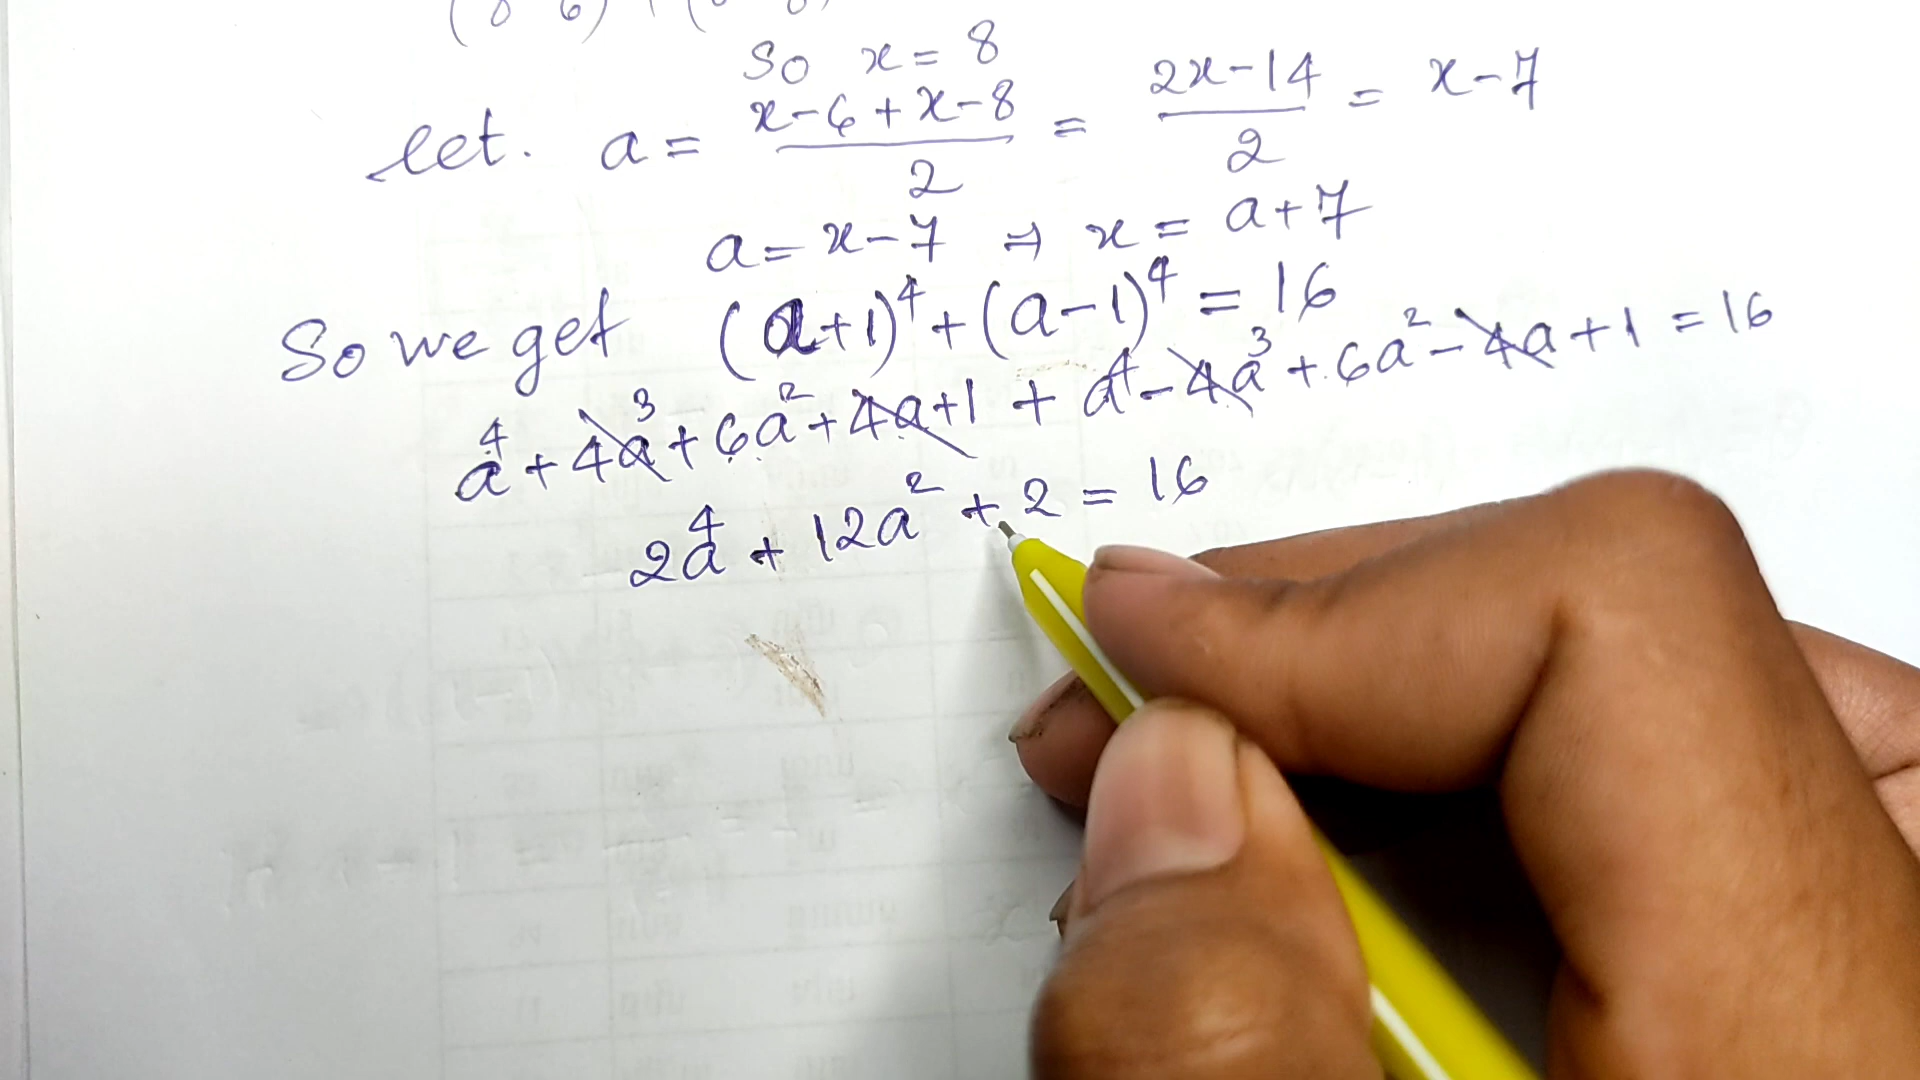 So x = 8
let. a = (x-6+x-8)/2 = (2x-14)/2 = x-7
a = x-7 ⇒ x = a+7
So we get (a+1)⁴+(a-1)⁴ = 16
a⁴+4a³+6a²+4a+1 + a⁴-4a³+6a²-4a+1 = 16
2a⁴ + 12a² + 2 = 16